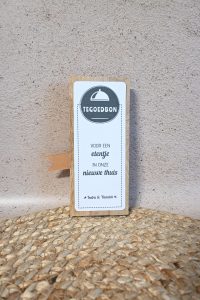 TEGOEDBON
VOOR EEN
etentje
IN ONZE
nieuwe thuis